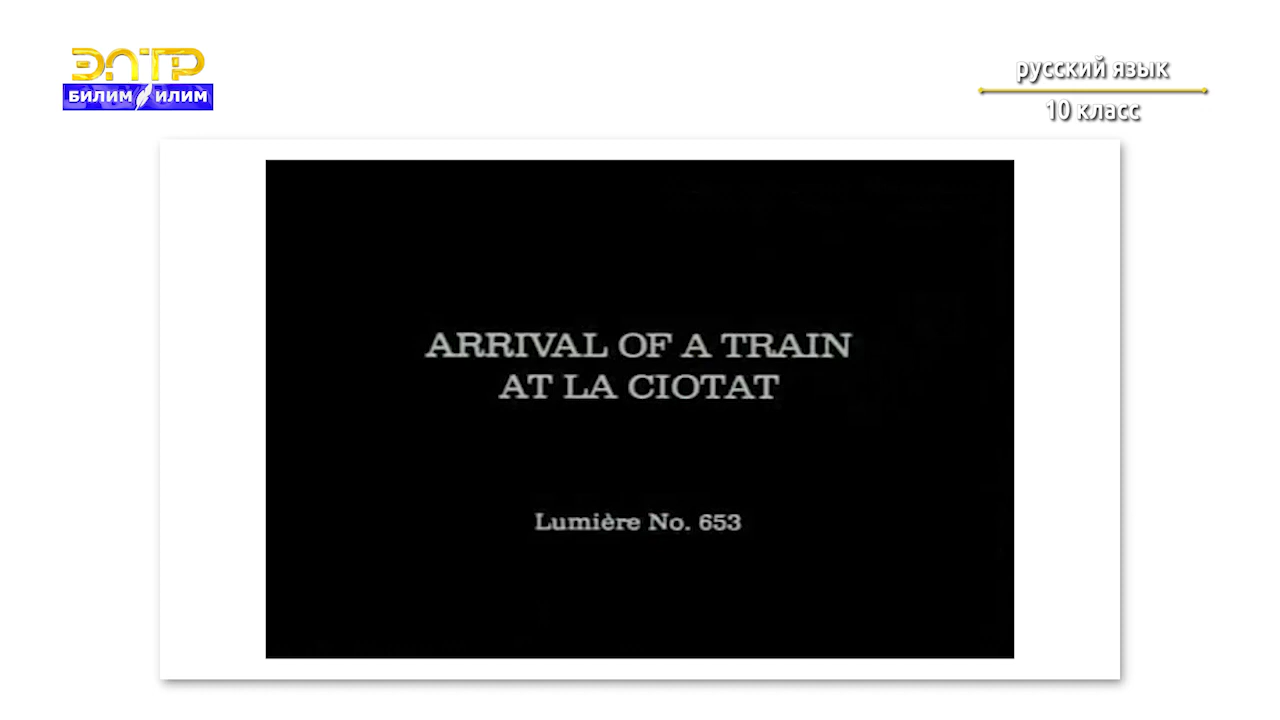 ЭЛТР
БИЛИМ ИЛИМ
русский язык
10 класс
ARRIVAL OF A TRAIN
AT LA CIOTAT
Lumière No. 653